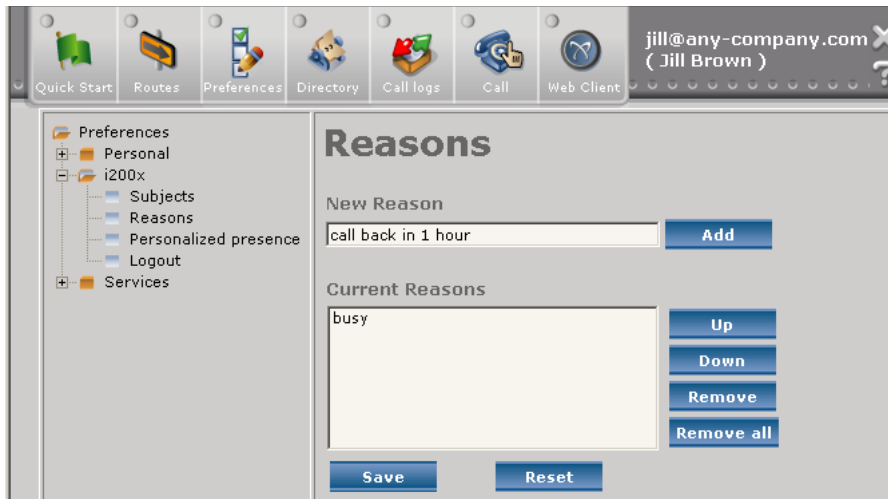 jill@any-company.com
( Jill Brown )
Quick Start Routes Preferences Directory Call logs Call Web Client
Preferences
Personal
i200x
Subjects
Reasons
Personalized presence
Logout
Services
Reasons
New Reason
call back in 1 hour Add
Current Reasons
busy
Up
Down
Remove
Remove all
Save Reset